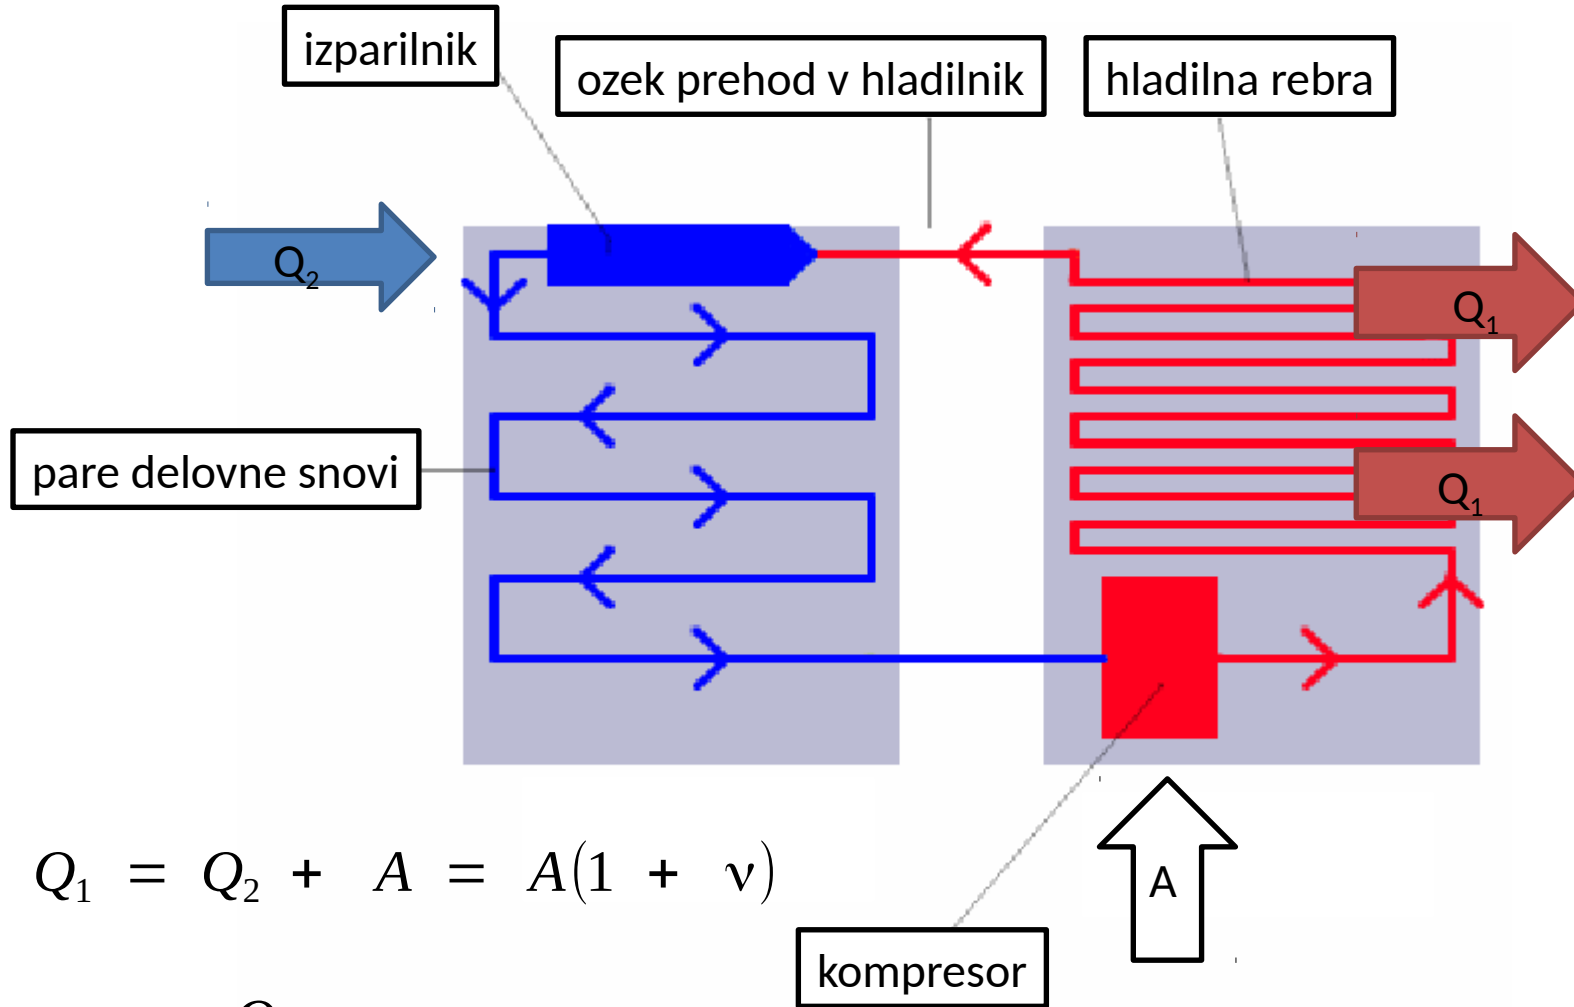 izparilnik
ozek prehod v hladilnik
hladilna rebra
Q2
Q1
pare delovne snovi
Q1
Q1 = Q2 + A = A(1 + ν)
A
kompresor